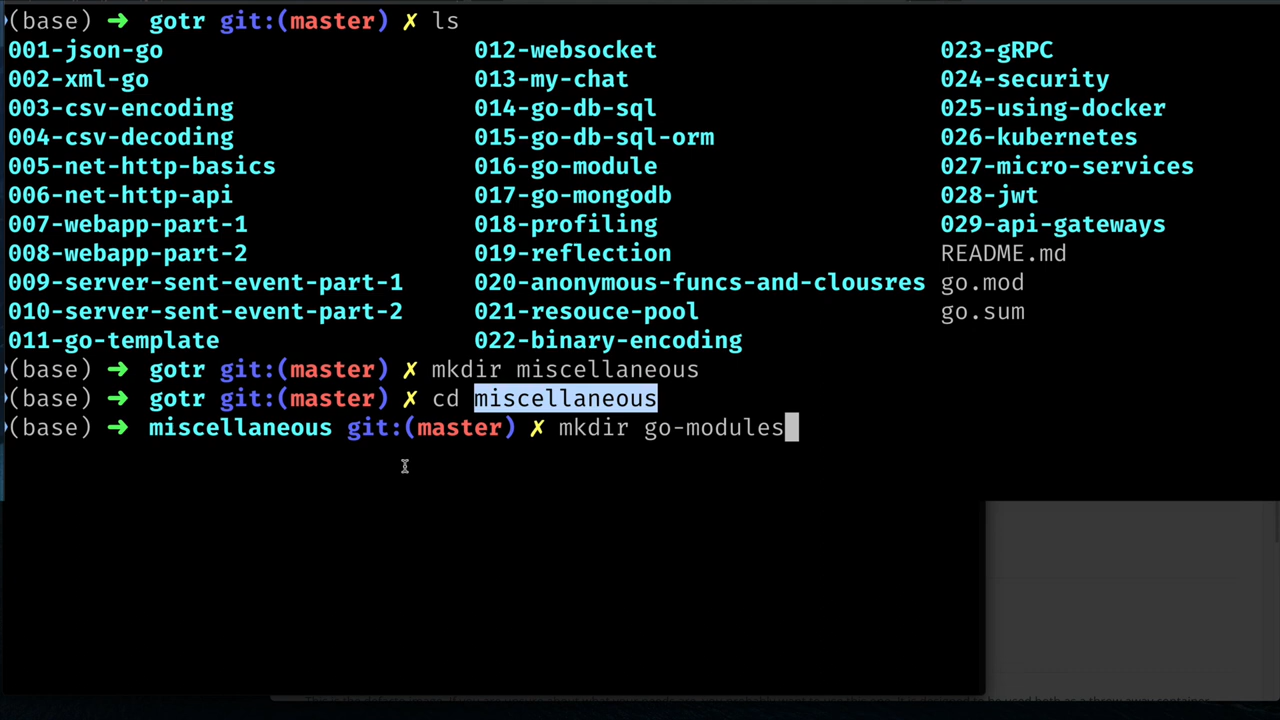 (base) ➜ gotr git:(master) ✗ ls
001-json-go 012-websocket 023-gRPC
002-xml-go 013-my-chat 024-security
003-csv-encoding 014-go-db-sql 025-using-docker
004-csv-decoding 015-go-db-sql-orm 026-kubernetes
005-net-http-basics 016-go-module 027-micro-services
006-net-http-api 017-go-mongodb 028-jwt
007-webapp-part-1 018-profiling 029-api-gateways
008-webapp-part-2 019-reflection README.md
009-server-sent-event-part-1 020-anonymous-funcs-and-clousres go.mod
010-server-sent-event-part-2 021-resouce-pool go.sum
011-go-template 022-binary-encoding
(base) ➜ gotr git:(master) ✗ mkdir miscellaneous
(base) ➜ gotr git:(master) ✗ cd miscellaneous
(base) ➜ miscellaneous git:(master) ✗ mkdir go-modules